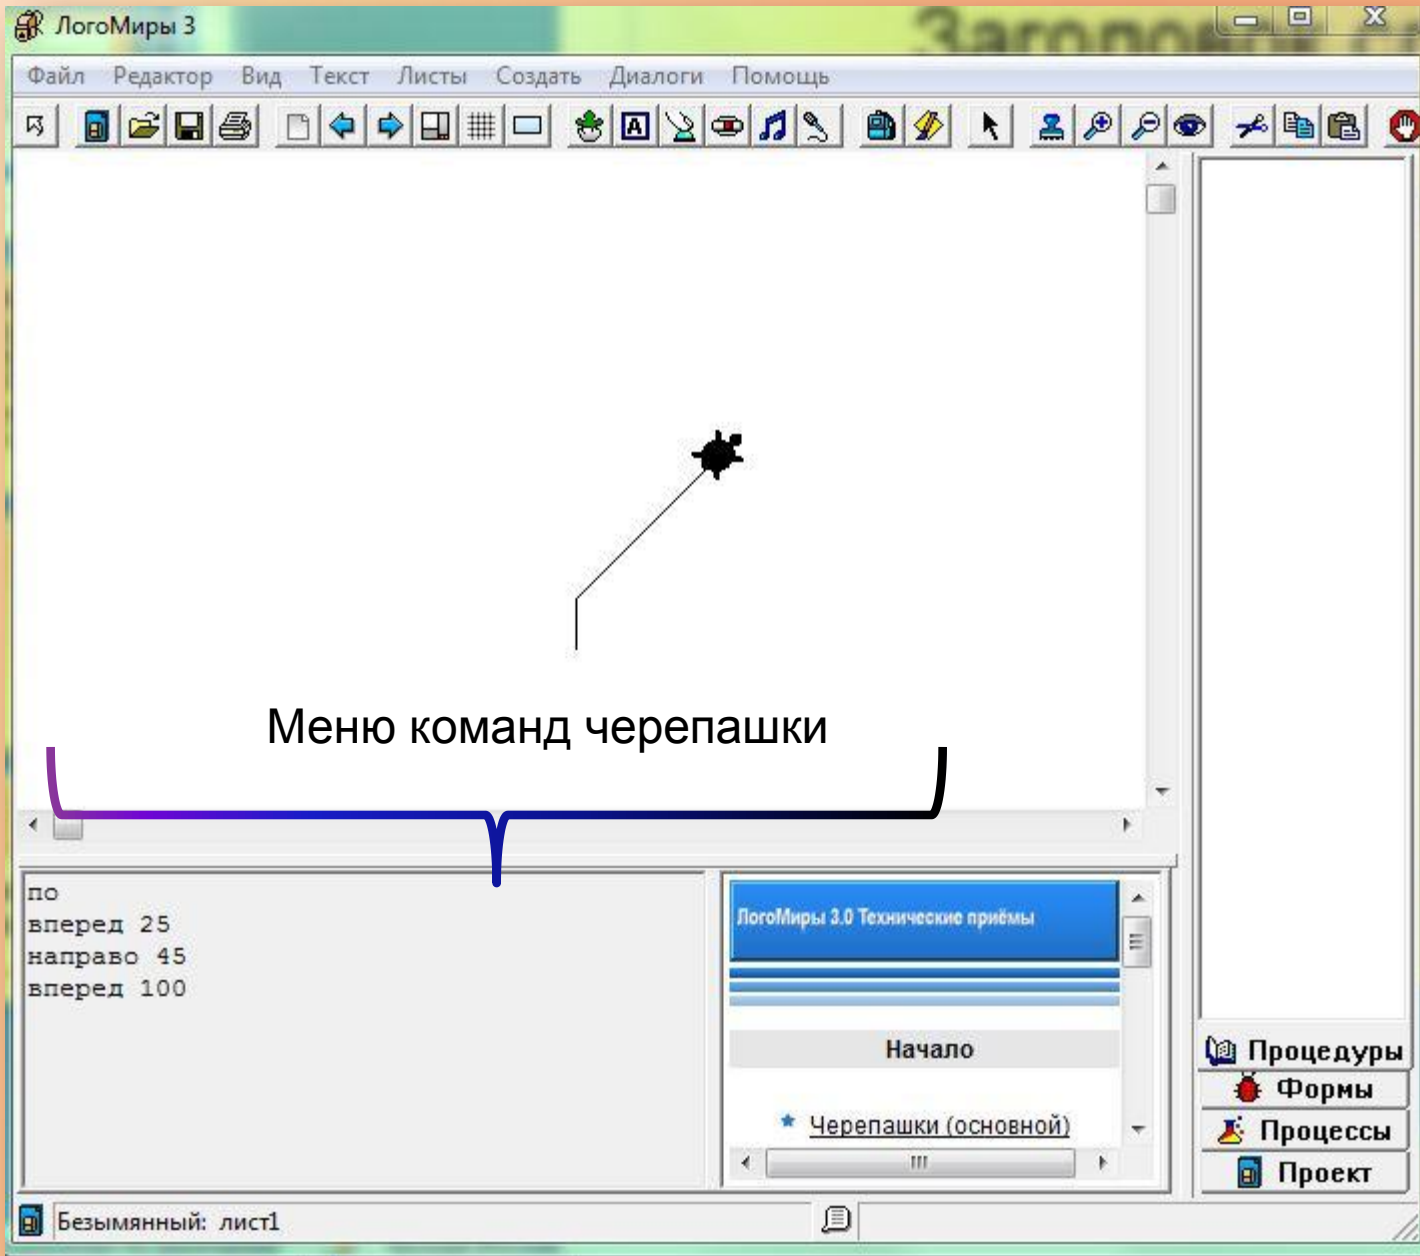 ЛогоМиры 3
Файл Редактор Вид Текст Листы Создать Диалоги Помощь
Меню команд черепашки
по
вперед 25
направо 45
вперед 100
ЛогоМиры 3.0 Технические приёмы
Начало
Черепашки (основной)
Процедуры
Формы
Процессы
Проект
Безымянный: лист1